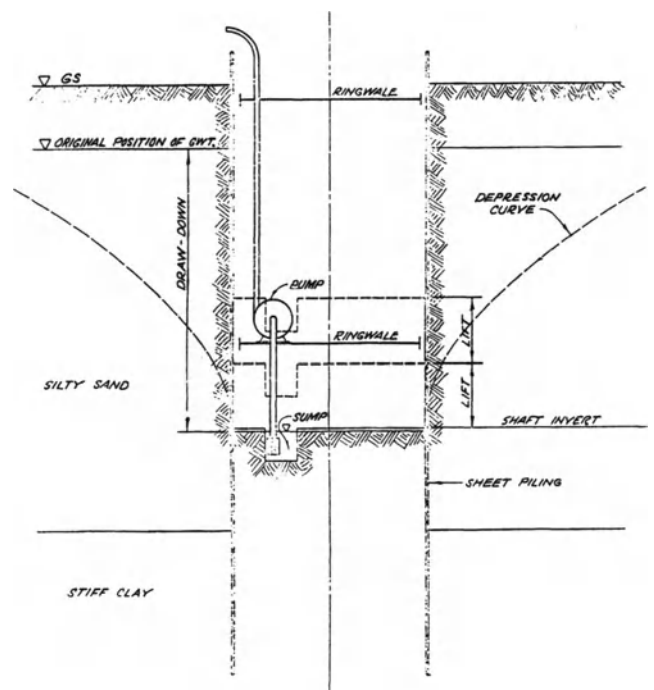 GS
RINGWALE
ORIGINAL POSITION OF GWT.
DEPRESSION
CURVE
DRAW-DOWN
PUMP
RINGWALE
LIFT
LIFT
SILTY SAND
SUMP
SHAFT INVERT
SHEET PILING
STIFF CLAY